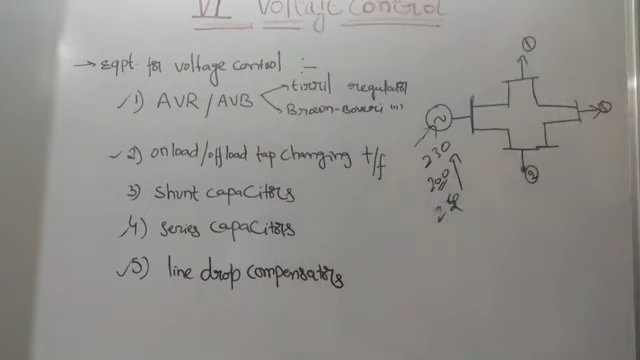 VI Voltage Control
→ Eqpt. for voltage control :-
1) AVR / AVB
tirril regulator
Brown-Boveri "
2) onload/offload tap changing t/f
3) Shunt capacitors
4) series capacitors
5) line drop compensators
~
230
①
②